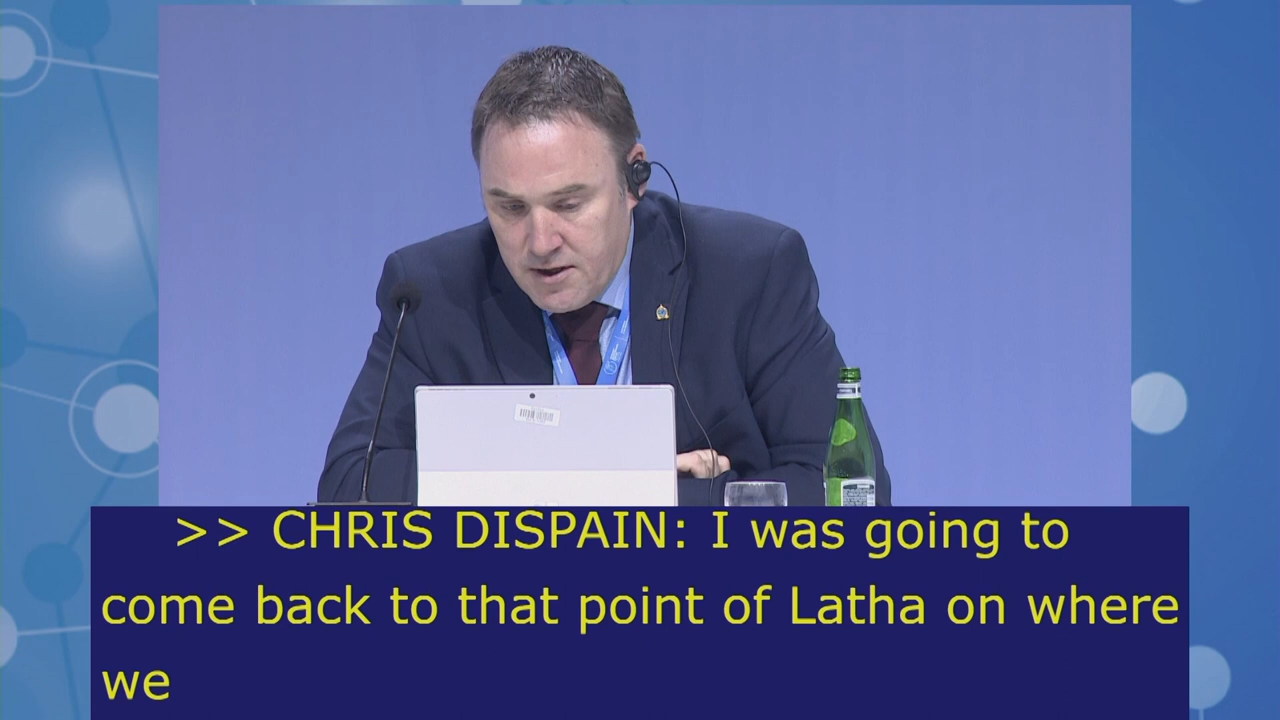 >> CHRIS DISPAIN: I was going to
come back to that point of Latha on where
we